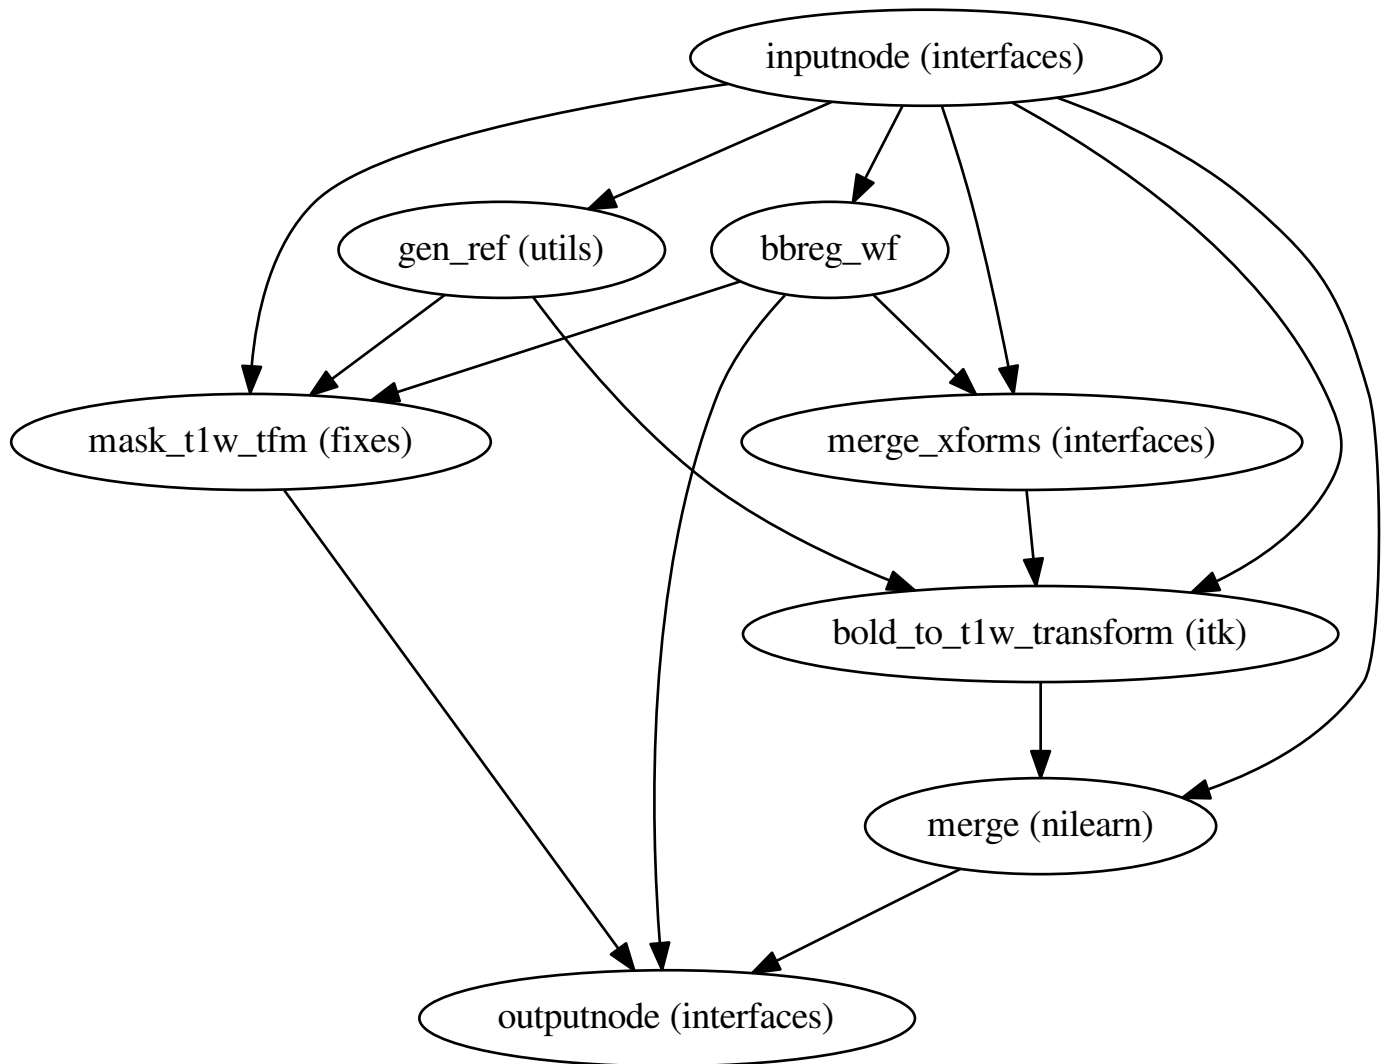 inputnode (interfaces)
gen_ref (utils)
bbreg_wf
mask_t1w_tfm (fixes)
merge_xforms (interfaces)
bold_to_t1w_transform (itk)
merge (nilearn)
outputnode (interfaces)